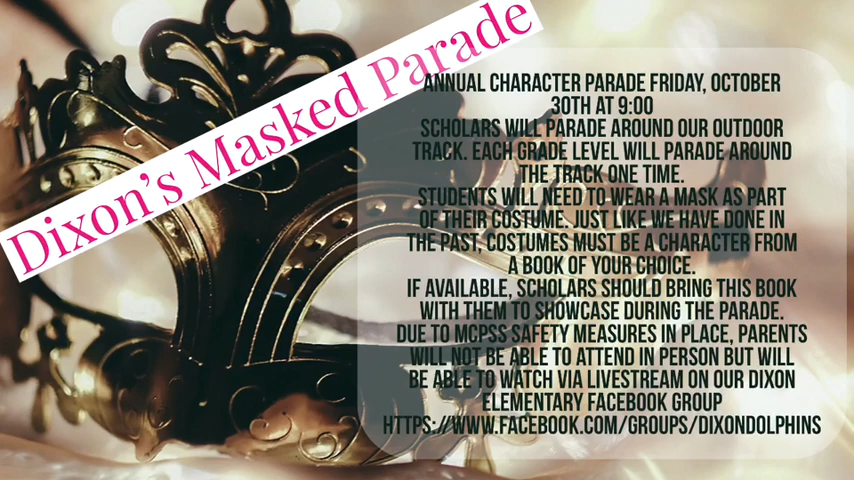 Dixon's Masked Parade
ANNUAL CHARACTER PARADE FRIDAY, OCTOBER
30TH AT 9:00
SCHOLARS WILL PARADE AROUND OUR OUTDOOR
TRACK. EACH GRADE LEVEL WILL PARADE AROUND
THE TRACK ONE TIME.
STUDENTS WILL NEED TO WEAR A MASK AS PART
OF THEIR COSTUME. JUST LIKE WE HAVE DONE IN
THE PAST, COSTUMES MUST BE A CHARACTER FROM
A BOOK OF YOUR CHOICE.
IF AVAILABLE, SCHOLARS SHOULD BRING THIS BOOK
WITH THEM TO SHOWCASE DURING THE PARADE.
DUE TO MCPSS SAFETY MEASURES IN PLACE, PARENTS
WILL NOT BE ABLE TO ATTEND IN PERSON BUT WILL
BE ABLE TO WATCH VIA LIVESTREAM ON OUR DIXON
ELEMENTARY FACEBOOK GROUP
HTTPS://WWW.FACEBOOK.COM/GROUPS/DIXONDOLPHINS